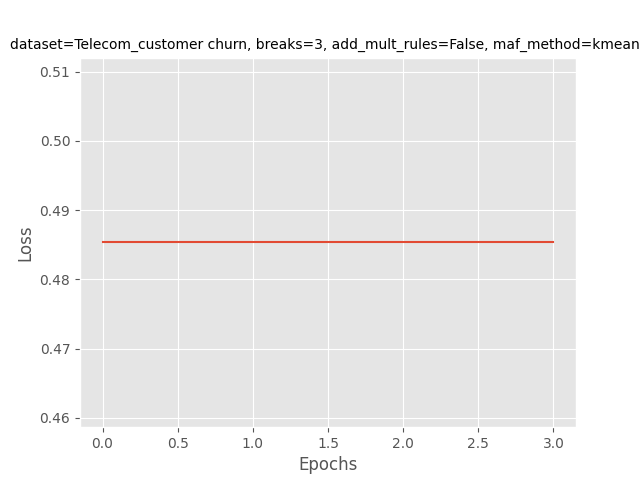 dataset=Telecom_customer churn, breaks=3, add_mult_rules=False, maf_method=kmean
0.51
0.50
0.49
0.48
0.47
0.46
Loss
0.0 0.5 1.0 1.5 2.0 2.5 3.0
Epochs